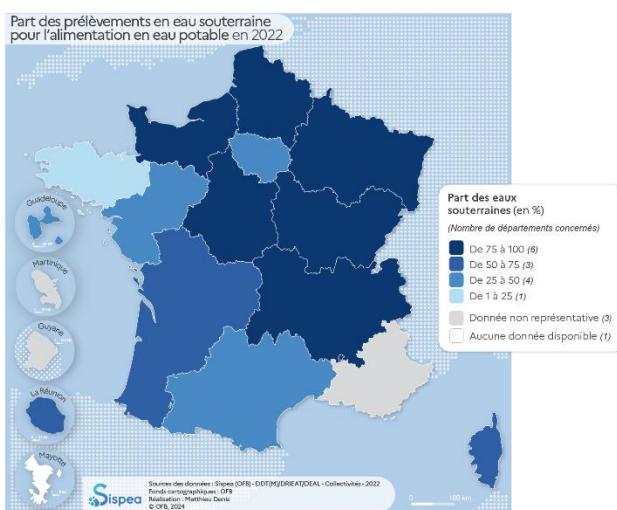 Part des prélèvements en eau souterraine
pour l'alimentation en eau potable en 2022
Guadeloupe
Martinique
Guyane
La Réunion
Mayotte
Part des eaux
souterraines (en %)
(Nombre de départements concernés)
De 75 à 100 (6)
De 50 à 75 (3)
De 25 à 50 (4)
De 1 à 25 (1)
Donnée non représentative (3)
Aucune donnée disponible (1)
Sispea
Sources des données : Sispea (OFB) - DDT(M)/DRIEAT/DEAL - Collectivités - 2022
Fonds cartographiques : OFB
Réalisation : Matthieu Denis
© OFB, 2024
0 100 km